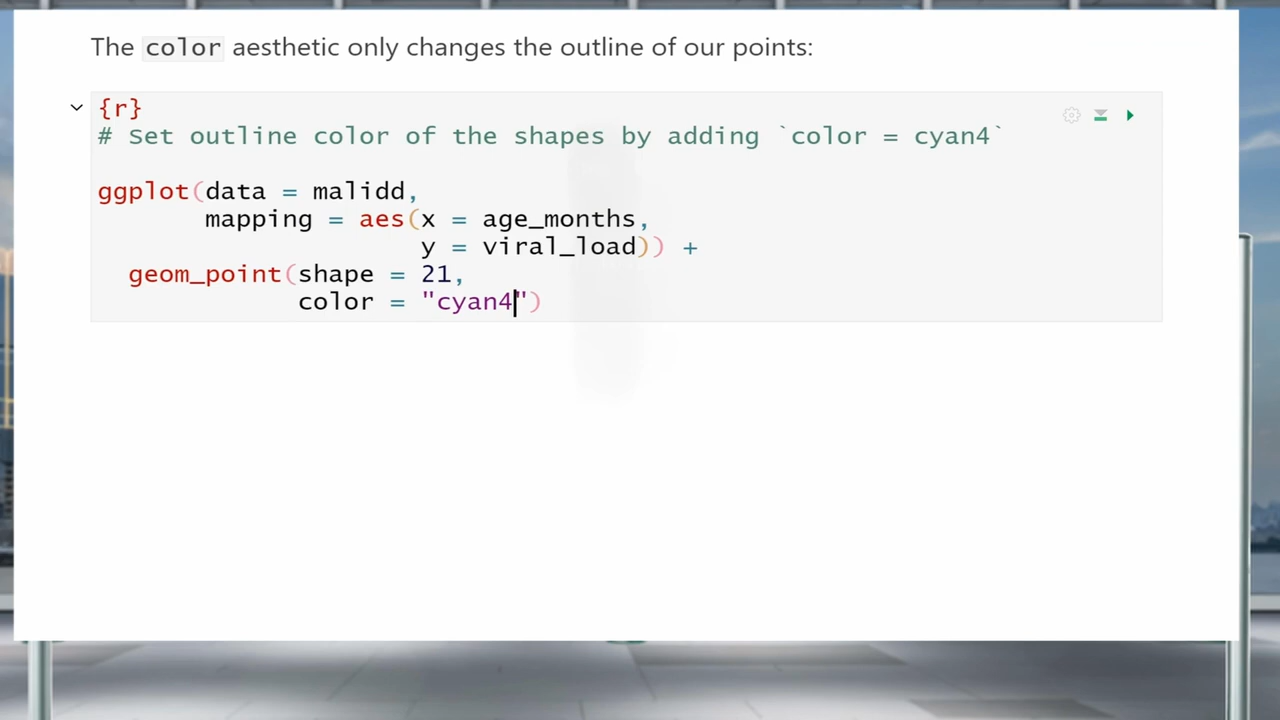 The color aesthetic only changes the outline of our points:
{r}
# Set outline color of the shapes by adding `color = cyan4`
ggplot(data = malidd,
mapping = aes(x = age_months,
y = viral_load)) +
geom_point(shape = 21,
color = "cyan4")